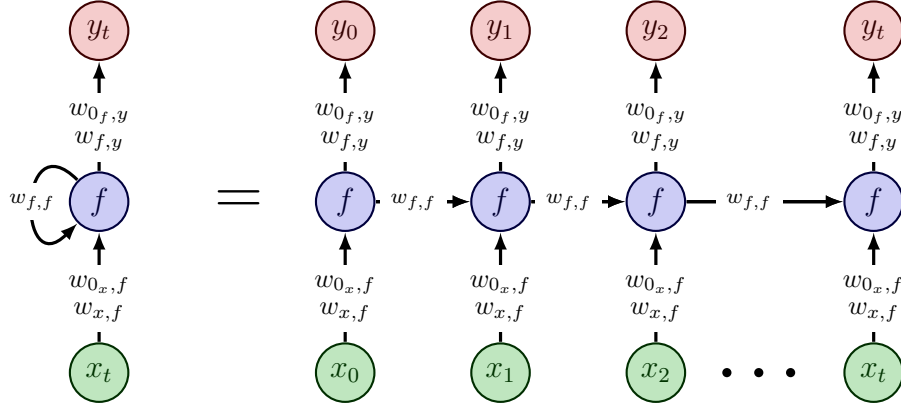 y_t y_0 y_1 y_2 y_t
w_{0_f,y} w_{0_f,y} w_{0_f,y} w_{0_f,y} w_{0_f,y}
w_{f,y} w_{f,y} w_{f,y} w_{f,y} w_{f,y}
w_{f,f} f = f w_{f,f} f w_{f,f} f w_{f,f} f
w_{0_x,f} w_{0_x,f} w_{0_x,f} w_{0_x,f} w_{0_x,f}
w_{x,f} w_{x,f} w_{x,f} w_{x,f} w_{x,f}
x_t x_0 x_1 x_2 • • • x_t